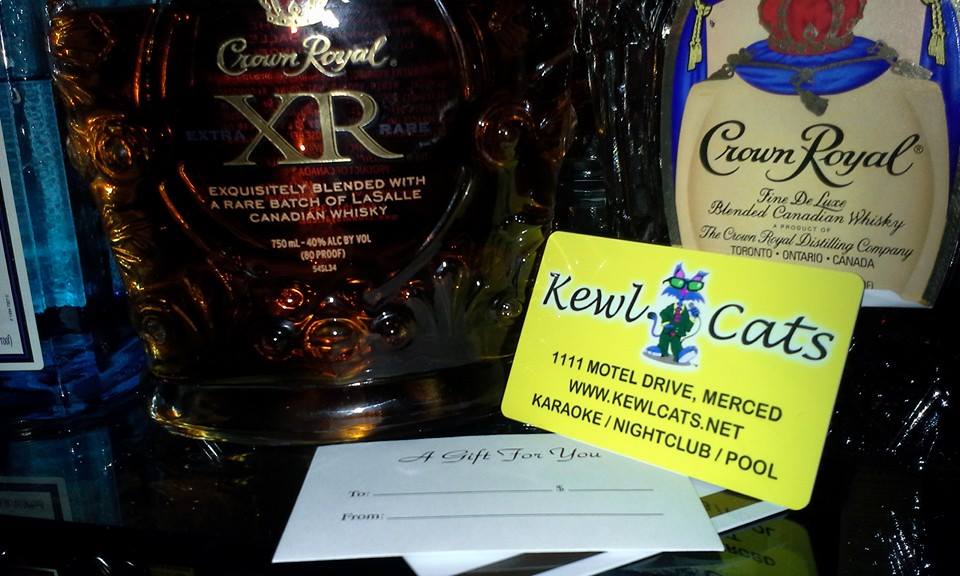 Crown Royal®
XR
EXTRA RARE
EXQUISITELY BLENDED WITH
A RARE BATCH OF LASALLE
CANADIAN WHISKY
750 mL - 40% ALC BY VOL
(80 PROOF)
54SL34
Crown Royal®
Fine De Luxe
Blended Canadian Whisky
A PRODUCT OF
The Crown Royal Distilling Company
TORONTO • ONTARIO • CANADA
Kewl Cats
1111 MOTEL DRIVE, MERCED
WWW.KEWLCATS.NET
KARAOKE / NIGHTCLUB / POOL
A Gift For You
To: $
From: